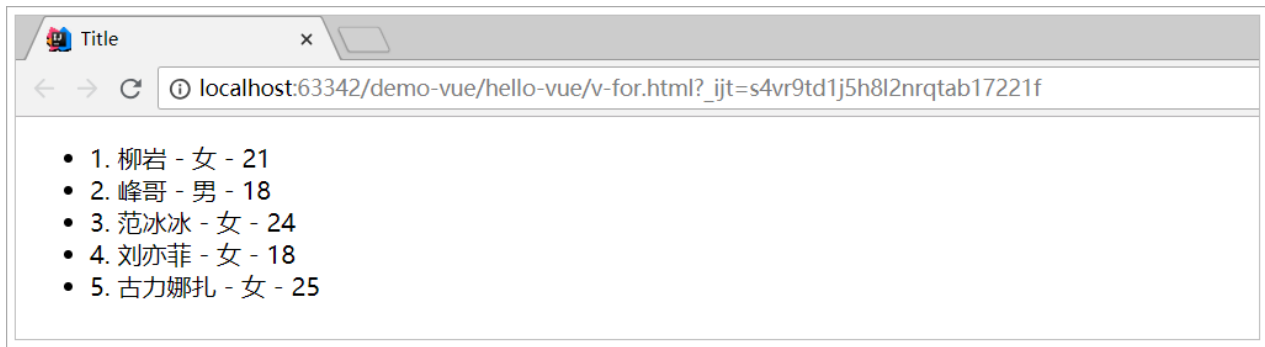 Title
localhost:63342/demo-vue/hello-vue/v-for.html?_ijt=s4vr9td1j5h8l2nrqtab17221f
1. 柳岩 - 女 - 21
2. 峰哥 - 男 - 18
3. 范冰冰 - 女 - 24
4. 刘亦菲 - 女 - 18
5. 古力娜扎 - 女 - 25